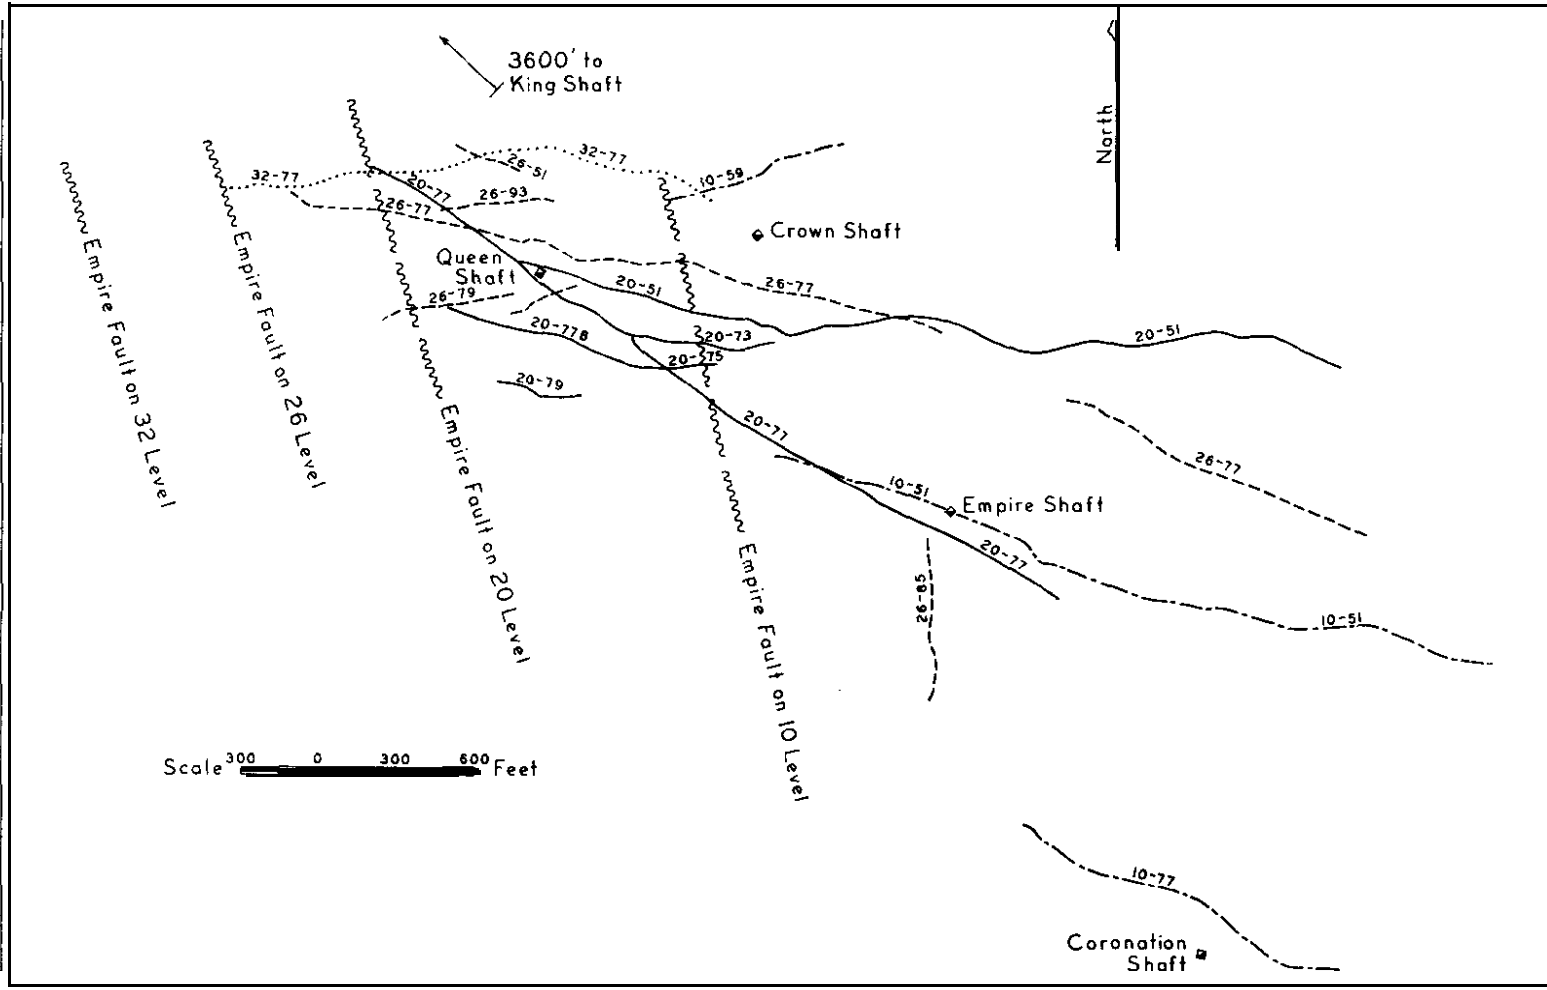 3600' to
King Shaft
North
32-77
26-51
32-77
10-59
20-77
26-93
26-77
Crown Shaft
Queen
Shaft
20-51
26-77
26-79
20-77B
20-73
20-51
20-75
20-79
20-77
26-77
10-51
Empire Shaft
20-77
26-85
10-51
Empire Fault on 32 Level
Empire Fault on 26 Level
Empire Fault on 20 Level
Empire Fault on 10 Level
Scale 300 0 300 600 Feet
10-77
Coronation
Shaft